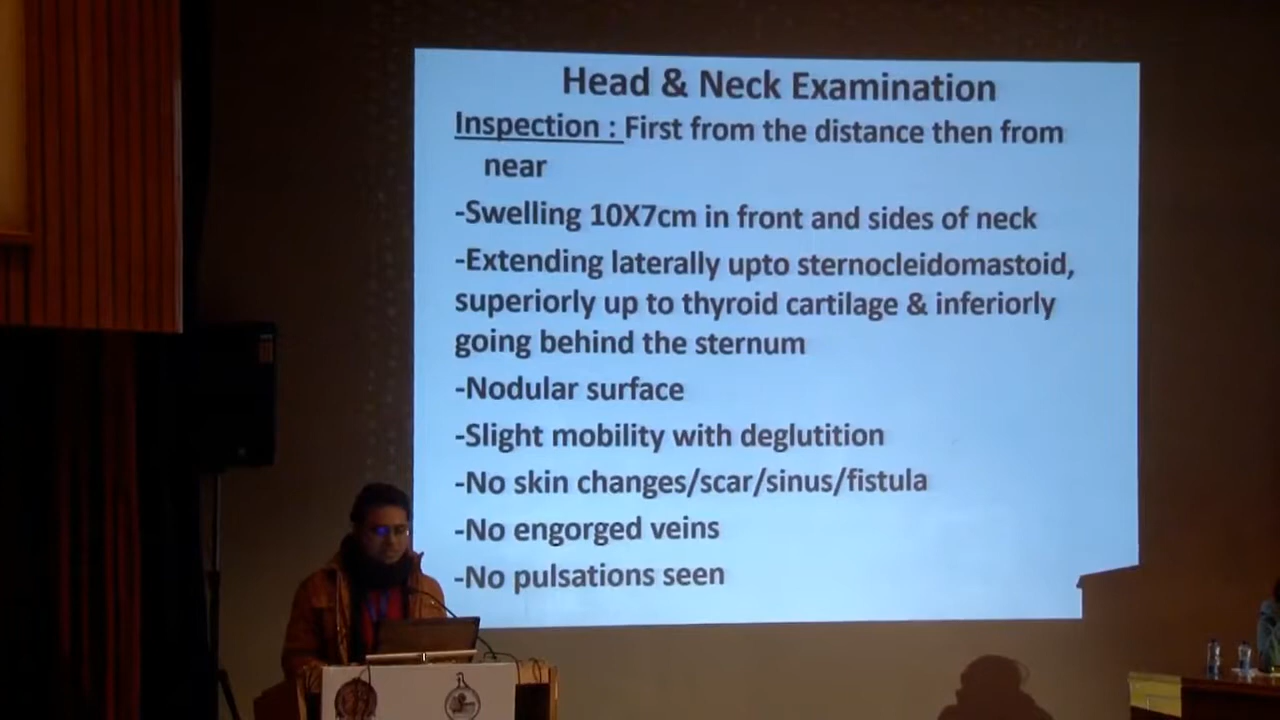 Head & Neck Examination
Inspection : First from the distance then from
near
-Swelling 10X7cm in front and sides of neck
-Extending laterally upto sternocleidomastoid,
superiorly up to thyroid cartilage & inferiorly
going behind the sternum
-Nodular surface
-Slight mobility with deglutition
-No skin changes/scar/sinus/fistula
-No engorged veins
-No pulsations seen